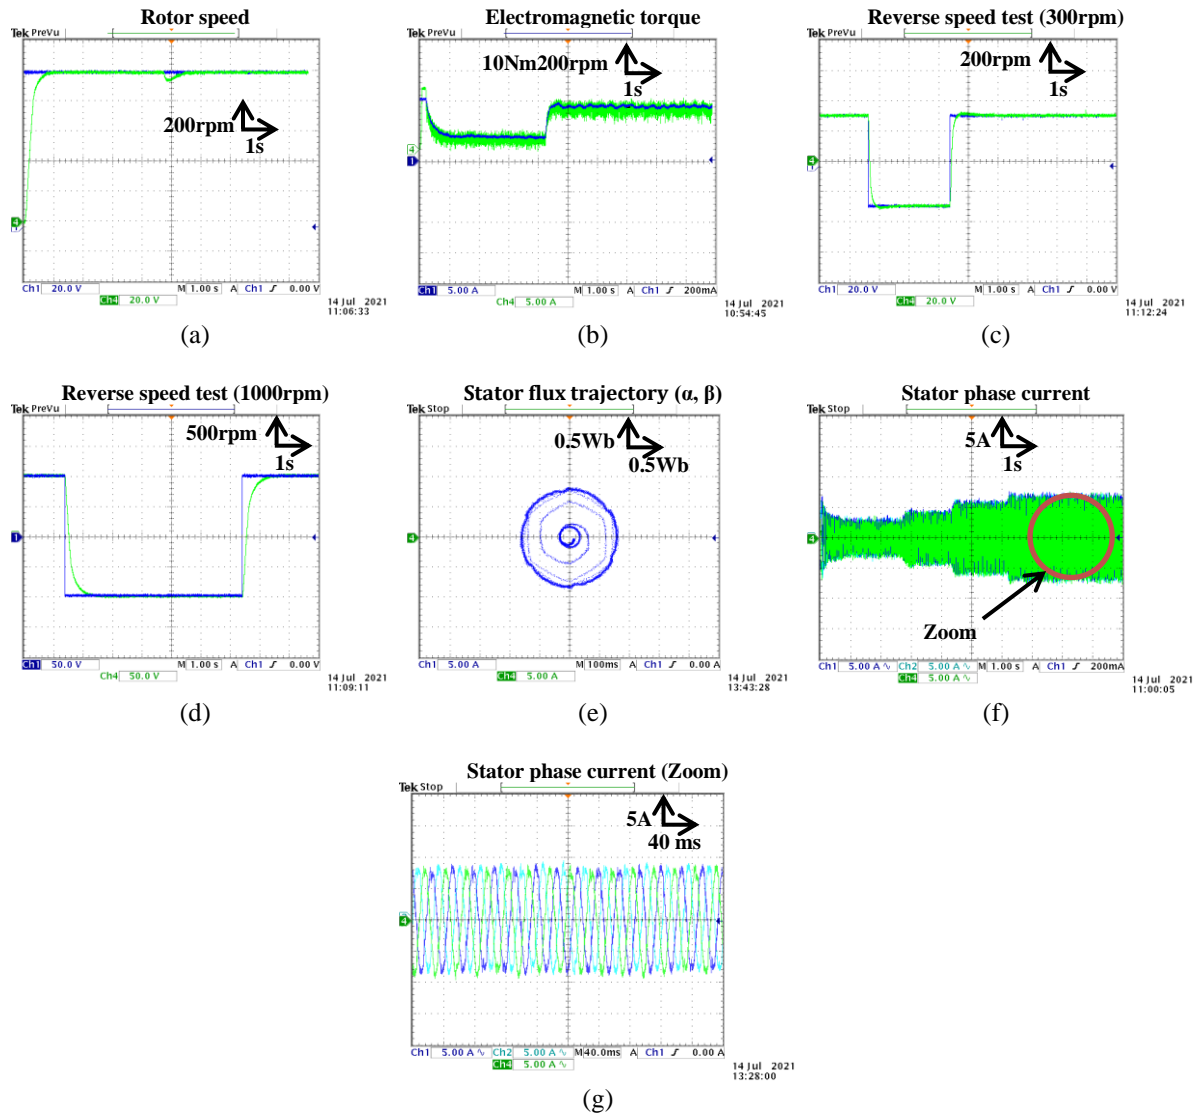 Rotor speed
Tek PreVu
200rpm
1s
4
Ch1 20.0 V M 1.00 s A Ch1 ʃ 0.00 V
Ch4 20.0 V
14 Jul 2021
11:06:33
(a)
Electromagnetic torque
Tek PreVu
10Nm200rpm
1s
4
1
Ch1 5.00 A M 1.00 s A Ch1 ʃ 200mA
Ch4 5.00 A
14 Jul 2021
10:54:45
(b)
Reverse speed test (300rpm)
Tek PreVu
200rpm
1s
4
Ch1 20.0 V M 1.00 s A Ch1 ʃ 0.00 V
Ch4 20.0 V
14 Jul 2021
11:12:24
(c)
Reverse speed test (1000rpm)
Tek PreVu
500rpm
1s
1
Ch1 50.0 V M 1.00 s A Ch1 ʃ 0.00 V
Ch4 50.0 V
14 Jul 2021
11:09:11
(d)
Stator flux trajectory (α, β)
Tek Stop
0.5Wb
0.5Wb
4
Ch1 5.00 A M 100ms A Ch1 ʃ 0.00 A
Ch4 5.00 A
14 Jul 2021
13:43:28
(e)
Stator phase current
Tek Stop
5A
1s
4
Zoom
Ch1 5.00 A ∿ Ch2 5.00 A ∿ M 1.00 s A Ch1 ʃ 200mA
Ch4 5.00 A ∿
14 Jul 2021
11:00:05
(f)
Stator phase current (Zoom)
Tek Stop
5A
40 ms
4
Ch1 5.00 A ∿ Ch2 5.00 A ∿ M 40.0ms A Ch1 ʃ 0.00 A
Ch4 5.00 A ∿
14 Jul 2021
13:28:00
(g)